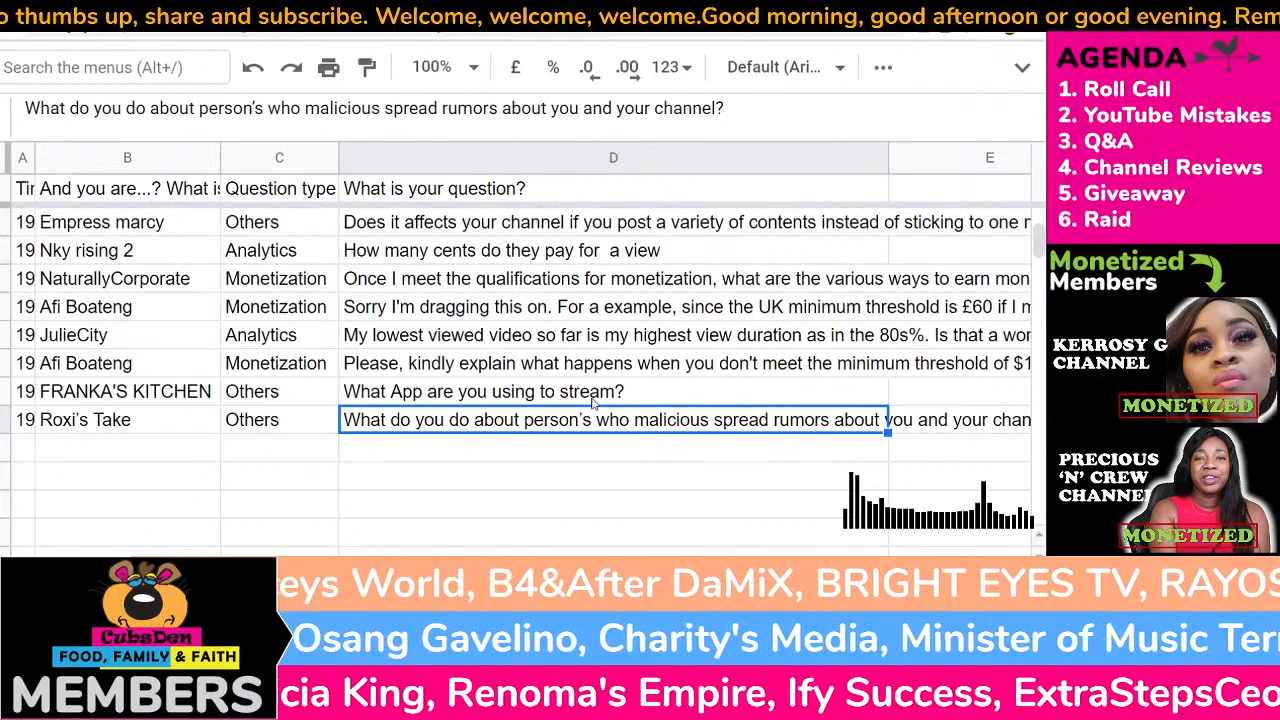 o thumbs up, share and subscribe. Welcome, welcome, welcome.Good morning, good afternoon or good evening. Rem
Search the menus (Alt+/)
100%
£
%
.0
.00
123
Default (Ari...
What do you do about person's who malicious spread rumors about you and your channel?
A
B
C
D
E
Tir And you are...? What is Question type What is your question?
19 Empress marcy Others Does it affects your channel if you post a variety of contents instead of sticking to one n
19 Nky rising 2 Analytics How many cents do they pay for a view
19 NaturallyCorporate Monetization Once I meet the qualifications for monetization, what are the various ways to earn mon
19 Afi Boateng Monetization Sorry I'm dragging this on. For a example, since the UK minimum threshold is £60 if I m
19 JulieCity Analytics My lowest viewed video so far is my highest view duration as in the 80s%. Is that a wor
19 Afi Boateng Monetization Please, kindly explain what happens when you don't meet the minimum threshold of $1
19 FRANKA'S KITCHEN Others What App are you using to stream?
19 Roxi's Take Others What do you do about person's who malicious spread rumors about you and your chan
AGENDA
1. Roll Call
2. YouTube Mistakes
3. Q&A
4. Channel Reviews
5. Giveaway
6. Raid
Monetized
Members
KERROSY G
CHANNEL
MONETIZED
PRECIOUS
'N' CREW
CHANNEL
MONETIZED
CubsDen
FOOD, FAMILY & FAITH
MEMBERS
eys World, B4&After DaMiX, BRIGHT EYES TV, RAYOS
Osang Gavelino, Charity's Media, Minister of Music Ter
cia King, Renoma's Empire, Ify Success, ExtraStepsCeo